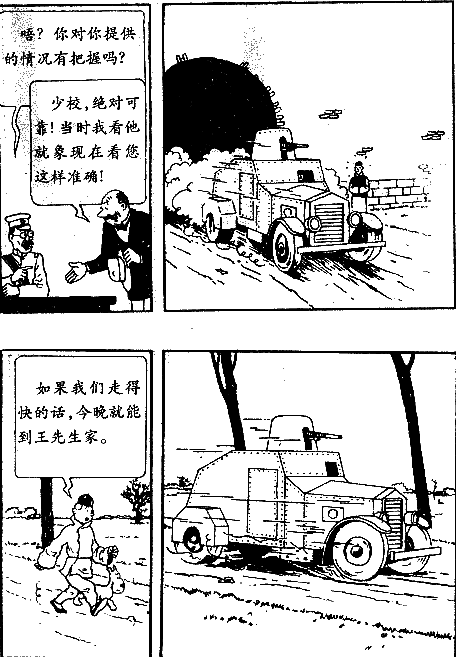 嗯？你对你提供
的情况有把握吗？
少校，绝对可
靠！当时我看他
就象现在看您
这样准确！
如果我们走得
快的话，今晚就能
到王先生家。